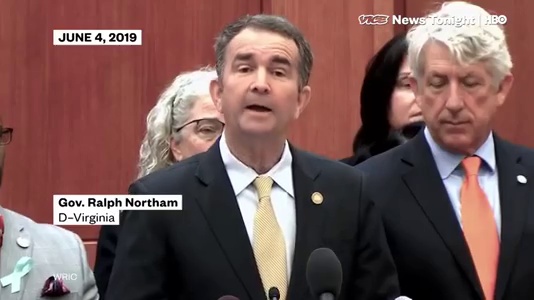 VICE News Tonight | HBO
JUNE 4, 2019
Gov. Ralph Northam
D–Virginia
WRIC